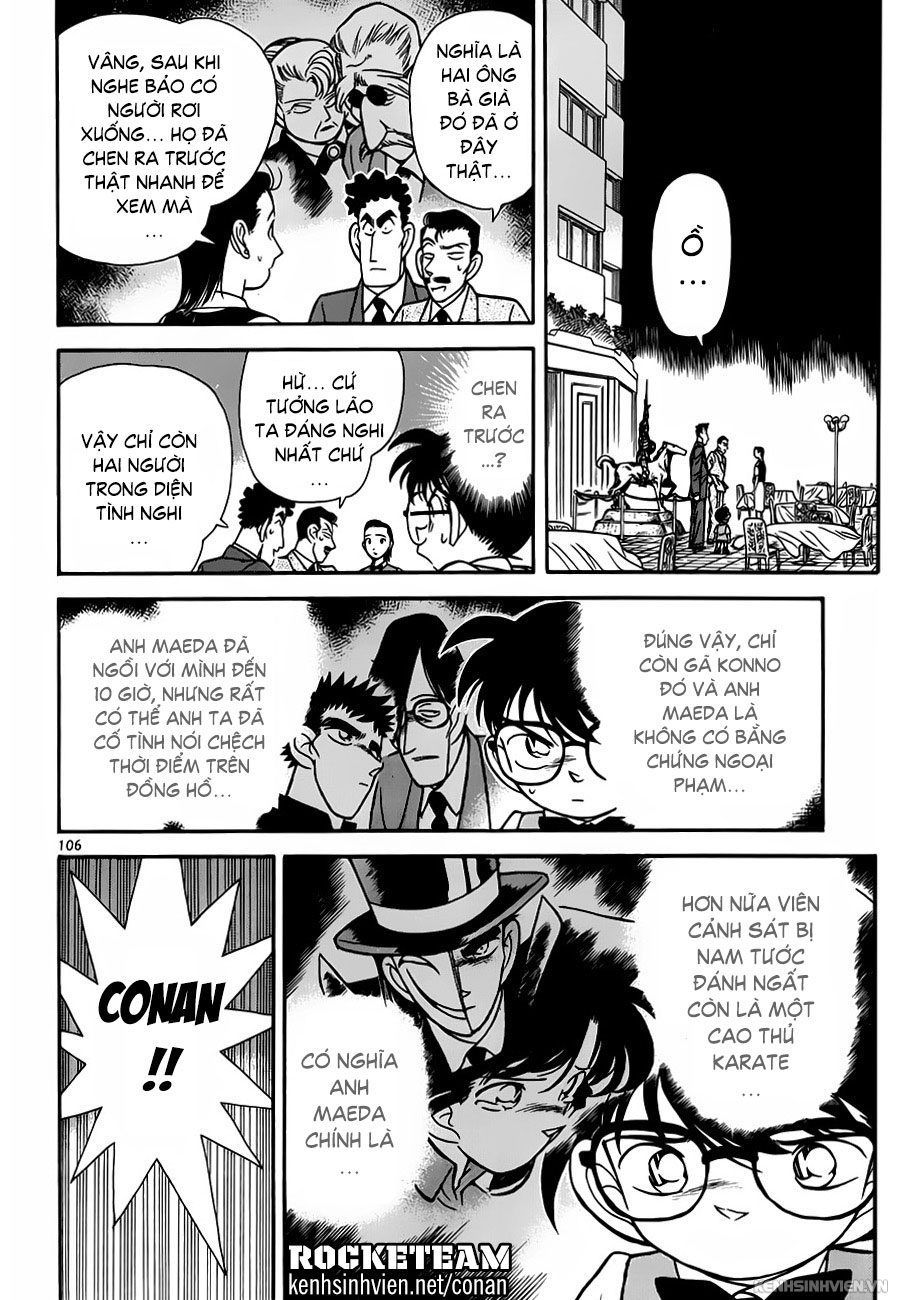 Ồ
...
NGHĨA LÀ
HAI ÔNG
BÀ GIÀ
ĐÓ ĐÃ Ở
ĐÂY
THẬT...
VÂNG, SAU KHI
NGHE BẢO CÓ
NGƯỜI RƠI
XUỐNG... HỌ ĐÃ
CHEN RA TRƯỚC
THẬT NHANH ĐỂ
XEM MÀ
...
CHEN
RA
TRƯỚC
...?
HỪ... CỨ
TƯỞNG LÃO
TA ĐÁNG NGHI
NHẤT CHỨ
...
VẬY CHỈ CÒN
HAI NGƯỜI
TRONG DIỆN
TÌNH NGHI
...
ĐÚNG VẬY, CHỈ
CÒN GÃ KONNO
ĐÓ VÀ ANH
MAEDA LÀ
KHÔNG CÓ BẰNG
CHỨNG NGOẠI
PHẠM...
ANH MAEDA ĐÃ
NGỒI VỚI MÌNH ĐẾN
10 GIỜ, NHƯNG RẤT
CÓ THỂ ANH TA ĐÃ
CỐ TÌNH NÓI CHỆCH
THỜI ĐIỂM TRÊN
ĐỒNG HỒ...
106
HƠN NỮA VIÊN
CẢNH SÁT BỊ
NAM TƯỚC
ĐÁNH NGẤT
CÒN LÀ MỘT
CAO THỦ
KARATE
...
CÓ NGHĨA
ANH
MAEDA
CHÍNH LÀ
...
CONAN
!!
ROCKETEAM
kenhsinhvien.net/conan
KENHSINHVIEN.VN